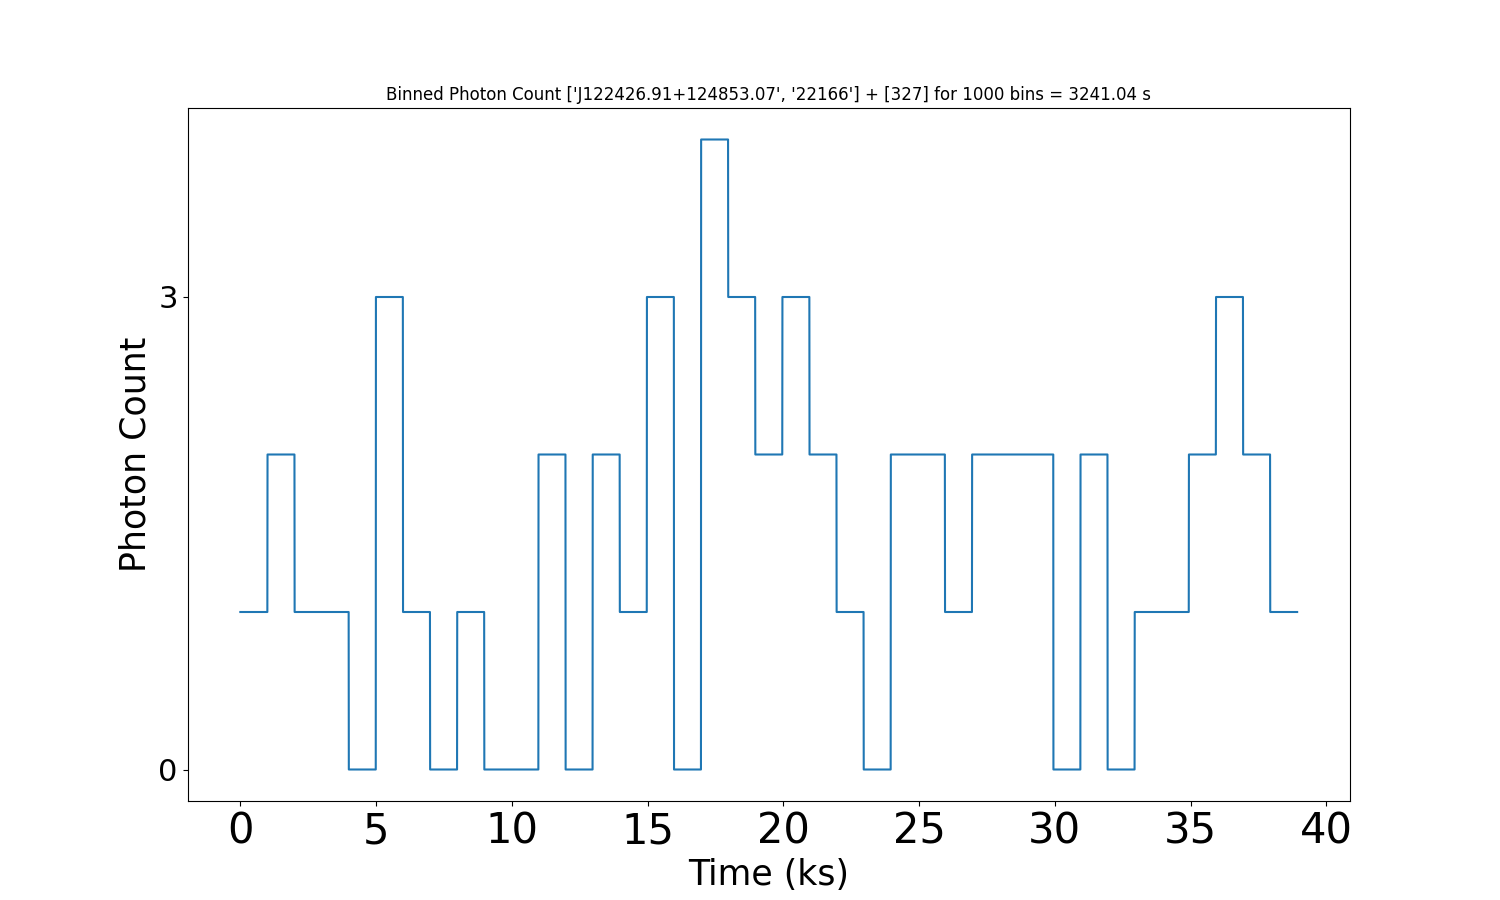 Binned Photon Count ['J122426.91+124853.07', '22166'] + [327] for 1000 bins = 3241.04 s
3
Photon Count
0
0 5 10 15 20 25 30 35 40
Time (ks)